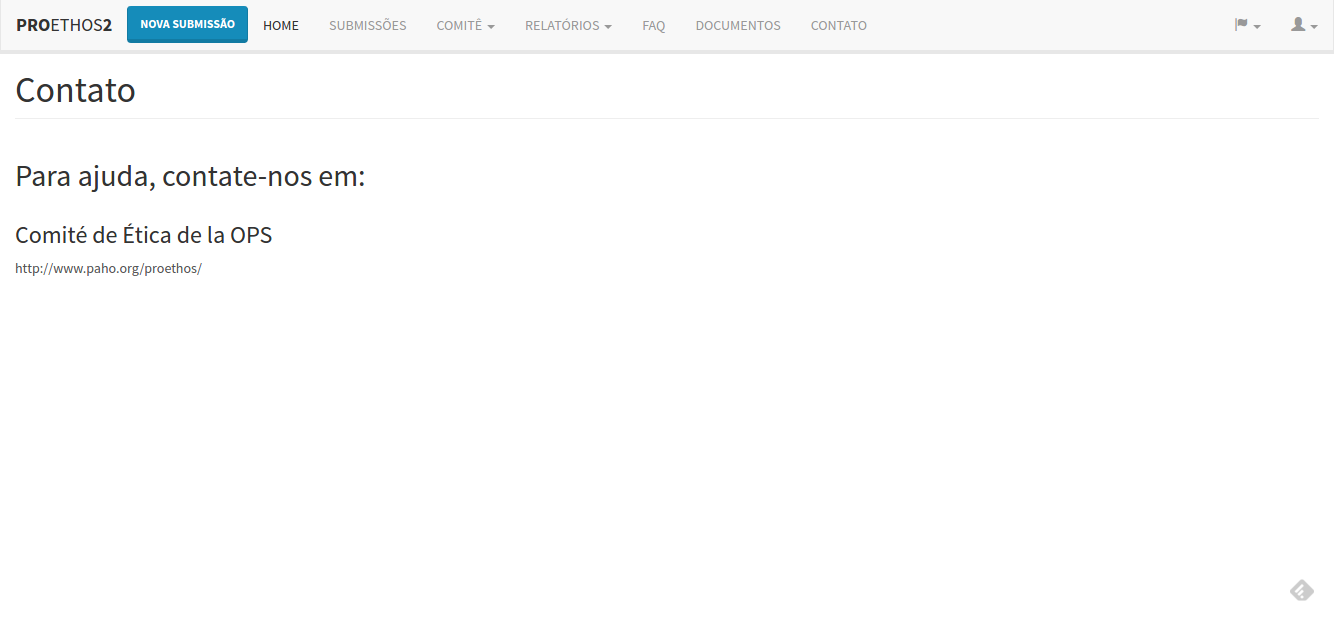 PROETHOS2 NOVA SUBMISSÃO HOME SUBMISSÕES COMITÊ RELATÓRIOS FAQ DOCUMENTOS CONTATO
Contato
Para ajuda, contate-nos em:
Comité de Ética de la OPS
http://www.paho.org/proethos/